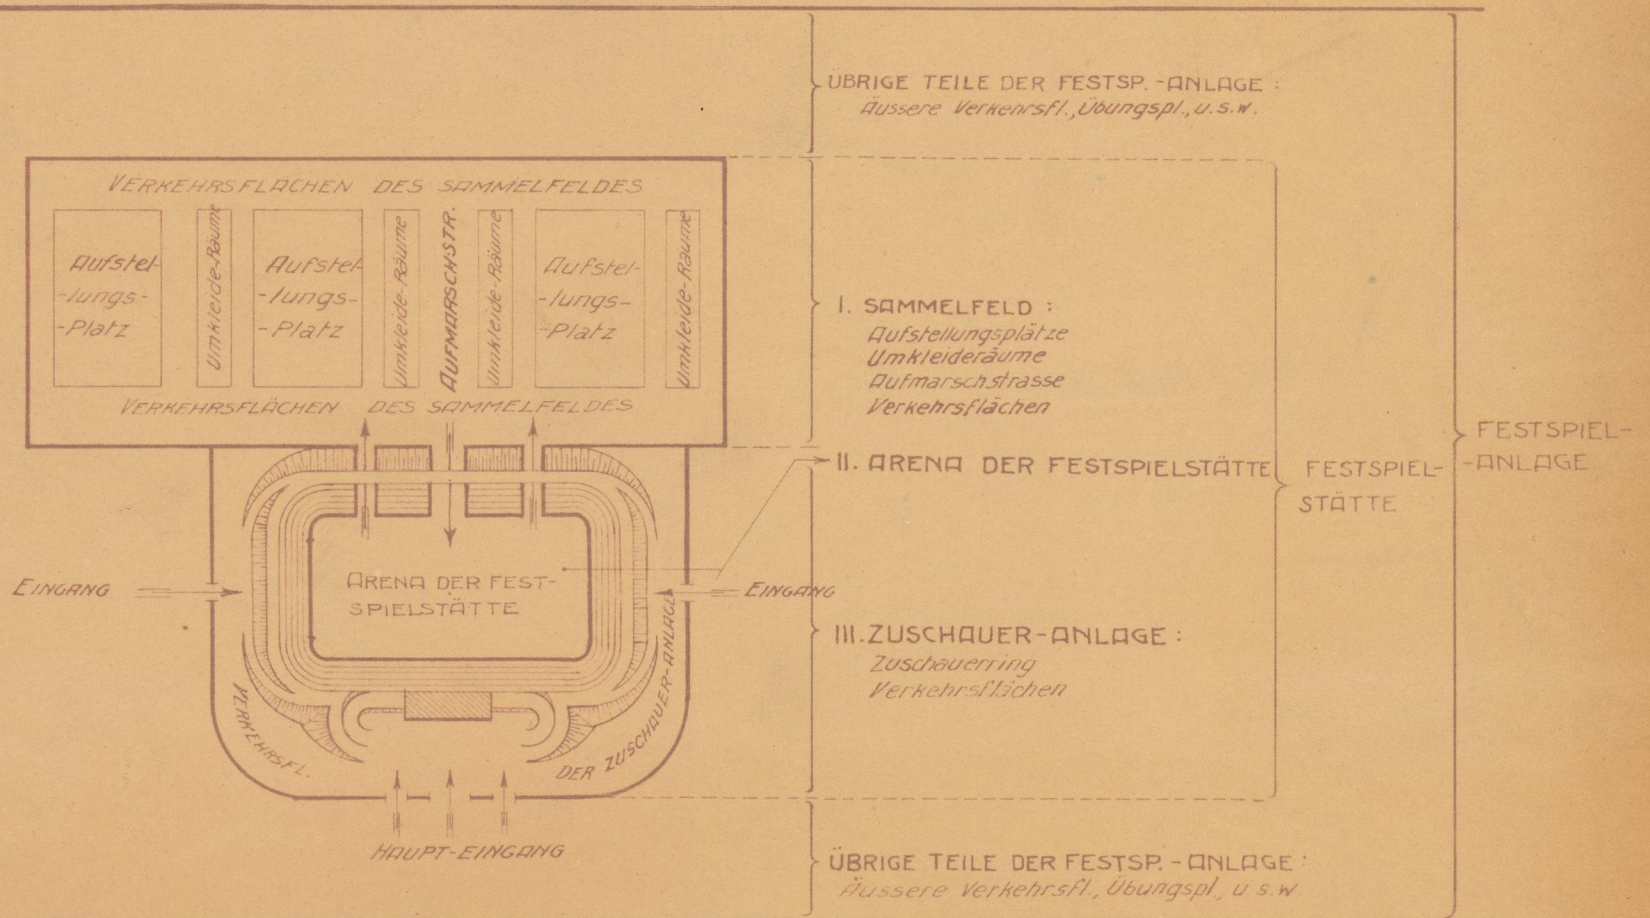 ÜBRIGE TEILE DER FESTSP.-ANLAGE:
Äussere Verkehrsfl., Übungspl., u.s.w.
VERKEHRSFLÄCHEN DES SAMMELFELDES
Aufstel-
-lungs-
-Platz
Umkleide-Räume
Aufstel-
-lungs-
-Platz
Umkleide-Räume
AUFMARSCHSTR.
Umkleide-Räume
Aufstel-
-lungs-
-Platz
Umkleide-Räume
VERKEHRSFLÄCHEN DES SAMMELFELDES
I. SAMMELFELD:
Aufstellungsplätze
Umkleideräume
Aufmarschstrasse
Verkehrsflächen
II. ARENA DER FESTSPIELSTÄTTE
FESTSPIEL-
STÄTTE
FESTSPIEL-
-ANLAGE
EINGANG
ARENA DER FEST-
SPIELSTÄTTE
EINGANG
III. ZUSCHAUER-ANLAGE:
Zuschauerring
Verkehrsflächen
VERKEHRSFL.
DER ZUSCHAUER-ANLAGE
HAUPT-EINGANG
ÜBRIGE TEILE DER FESTSP.-ANLAGE:
Äussere Verkehrsfl., Übungspl., u s.w.